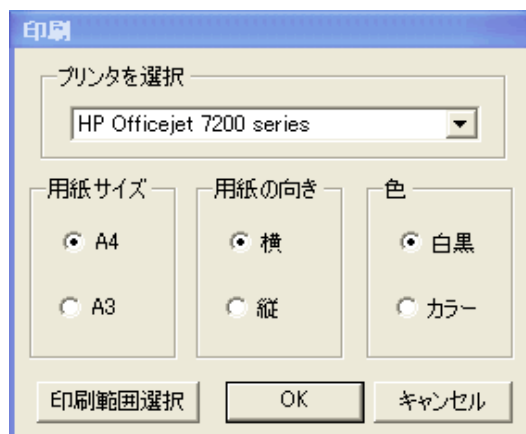 印刷
プリンタを選択
HP Officejet 7200 series
用紙サイズ
用紙の向き
色
A4
横
白黒
A3
縦
カラー
印刷範囲選択
OK
キャンセル